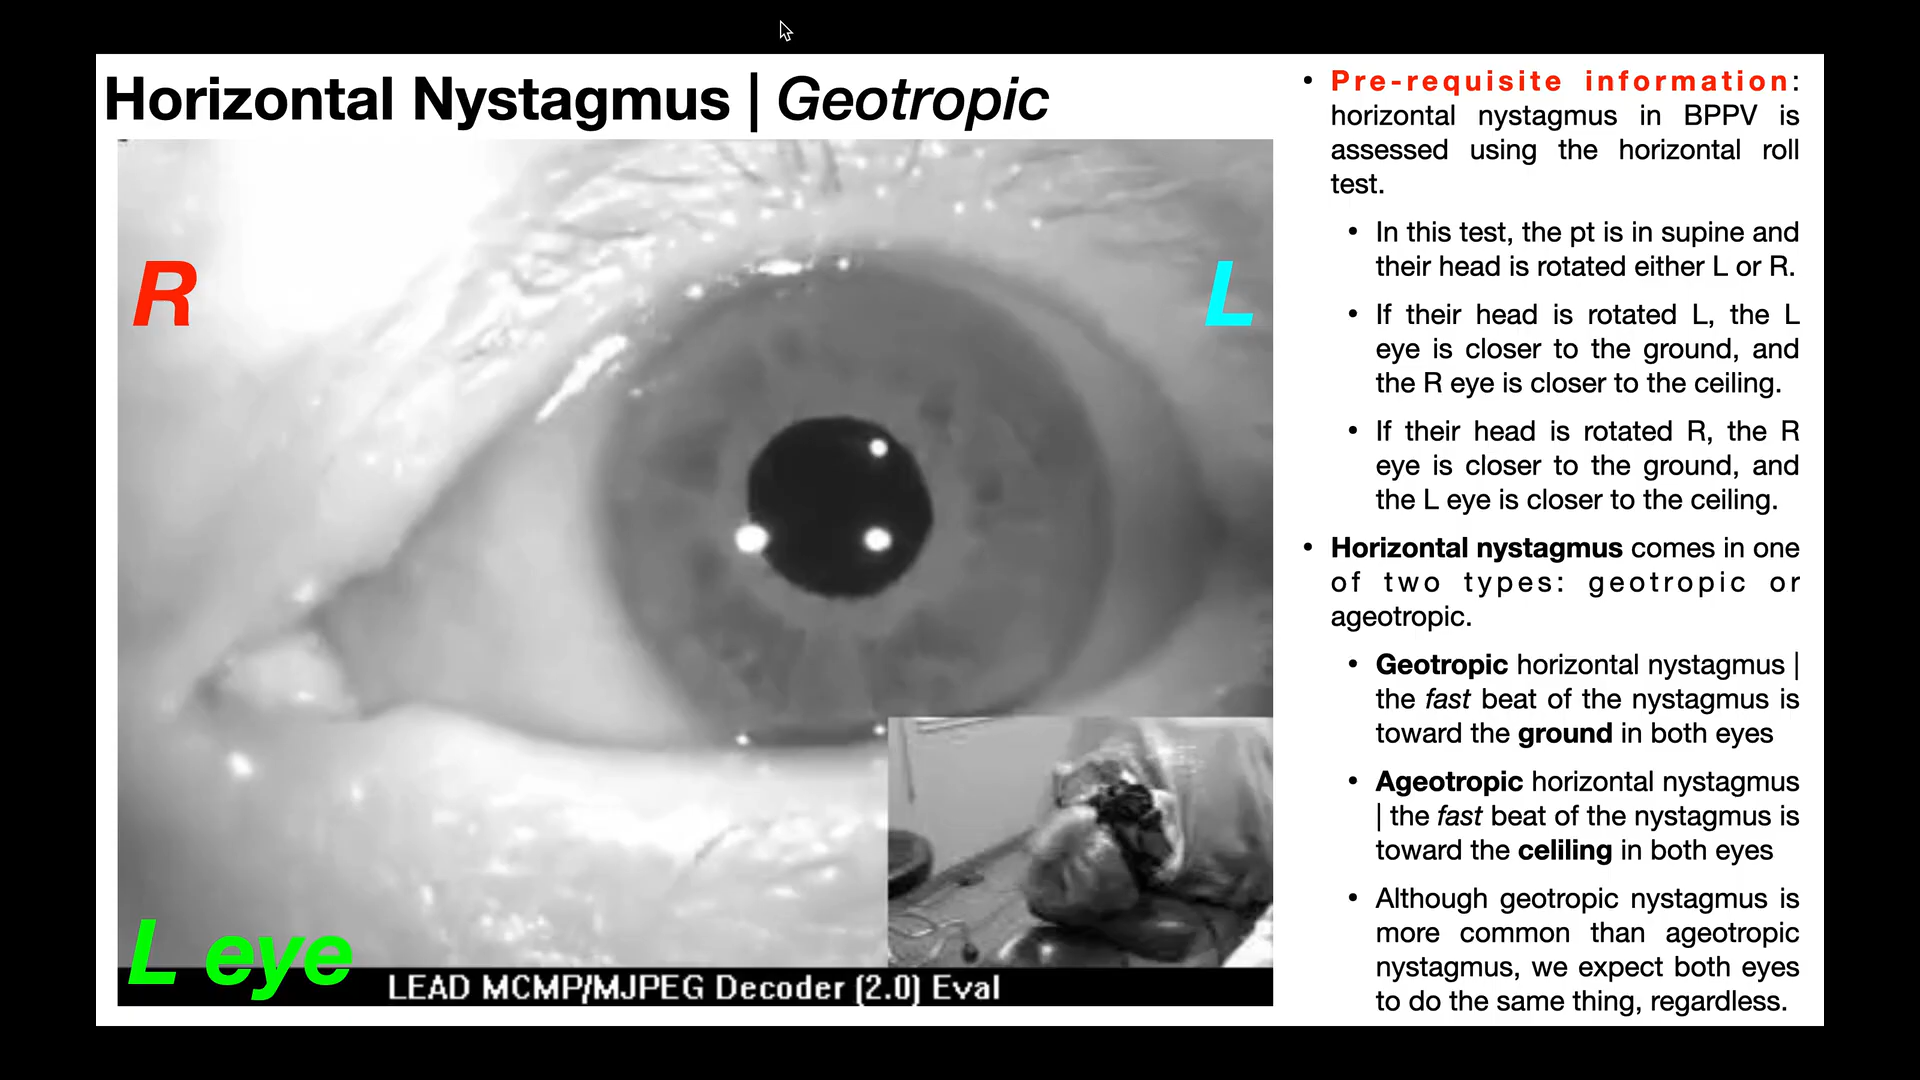 Horizontal Nystagmus | Geotropic
R
L
L eye
LEAD MCMP/MJPEG Decoder (2.0) Eval
• Pre-requisite information:
horizontal nystagmus in BPPV is
assessed using the horizontal roll
test.
• In this test, the pt is in supine and
their head is rotated either L or R.
• If their head is rotated L, the L
eye is closer to the ground, and
the R eye is closer to the ceiling.
• If their head is rotated R, the R
eye is closer to the ground, and
the L eye is closer to the ceiling.
• Horizontal nystagmus comes in one
of two types: geotropic or
ageotropic.
• Geotropic horizontal nystagmus |
the fast beat of the nystagmus is
toward the ground in both eyes
• Ageotropic horizontal nystagmus
| the fast beat of the nystagmus is
toward the celiling in both eyes
• Although geotropic nystagmus is
more common than ageotropic
nystagmus, we expect both eyes
to do the same thing, regardless.